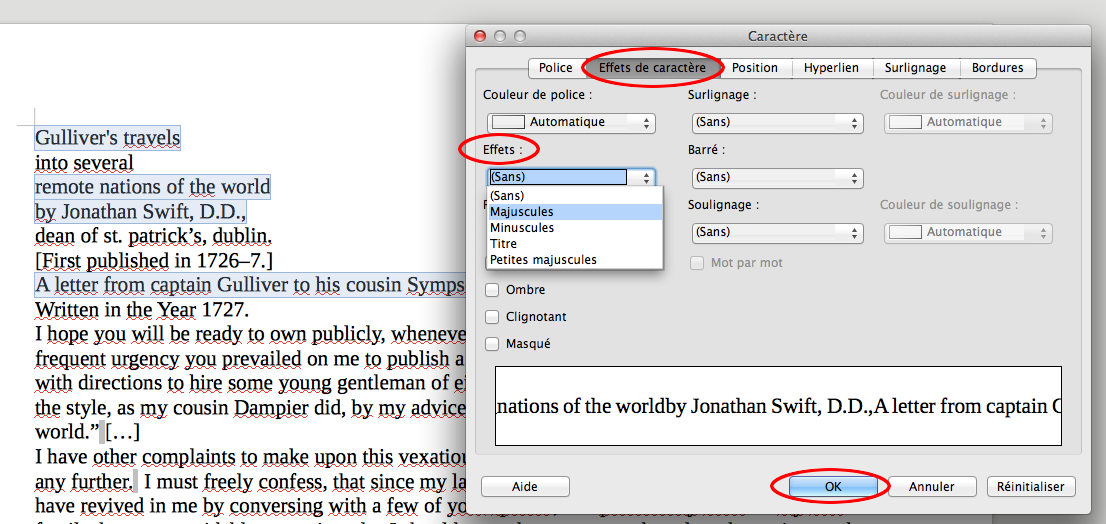 Gulliver's travels
into several
remote nations of the world
by Jonathan Swift, D.D.,
dean of st. patrick’s, dublin.
[First published in 1726–7.]
A letter from captain Gulliver to his cousin Symps
Written in the Year 1727.
I hope you will be ready to own publicly, wheneve
frequent urgency you prevailed on me to publish a
with directions to hire some young gentleman of ei
the style, as my cousin Dampier did, by my advice
world.” […]
I have other complaints to make upon this vexatiou
any further. I must freely confess, that since my la
have revived in me by conversing with a few of yo
Caractère
Police Effets de caractère Position Hyperlien Surlignage Bordures
Couleur de police : Surlignage : Couleur de surlignage :
Automatique (Sans) Automatique
Effets : Barré :
(Sans) (Sans)
(Sans)
Majuscules
Minuscules
Titre
Petites majuscules
Soulignage : Couleur de soulignage :
(Sans) Automatique
Mot par mot
Ombre
Clignotant
Masqué
nations of the worldby Jonathan Swift, D.D.,A letter from captain G
Aide OK Annuler Réinitialiser